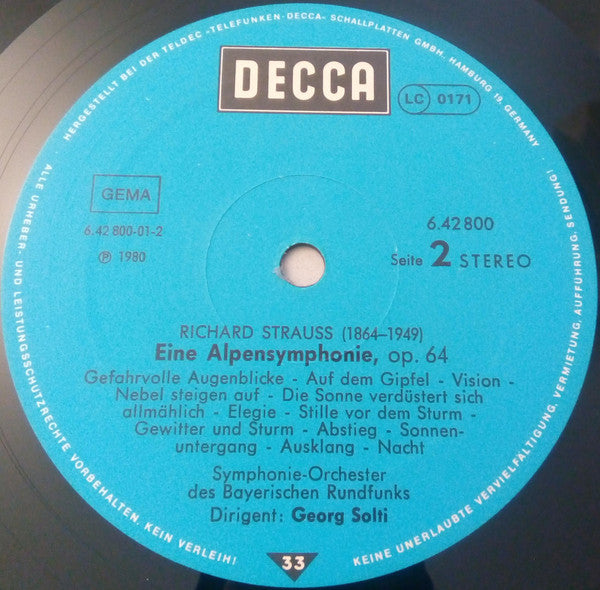 HERGESTELLT BEI DER TELDEC »TELEFUNKEN-DECCA« SCHALLPLATTEN GMBH. HAMBURG 19, GERMANY
DECCA
LC 0171
GEMA
6.42 800-01-2
Ⓟ 1980
6.42 800
Seite 2 STEREO
RICHARD STRAUSS (1864–1949)
Eine Alpensymphonie, op. 64
Gefahrvolle Augenblicke - Auf dem Gipfel - Vision -
Nebel steigen auf - Die Sonne verdüstert sich
allmählich - Elegie - Stille vor dem Sturm -
Gewitter und Sturm - Abstieg - Sonnen-
untergang - Ausklang - Nacht
Symphonie-Orchester
des Bayerischen Rundfunks
Dirigent: Georg Solti
ALLE URHEBER- UND LEISTUNGSSCHUTZRECHTE VORBEHALTEN. KEIN VERLEIH!
33
KEINE UNERLAUBTE VERVIELFÄLTIGUNG, VERMIETUNG, AUFFÜHRUNG, SENDUNG!